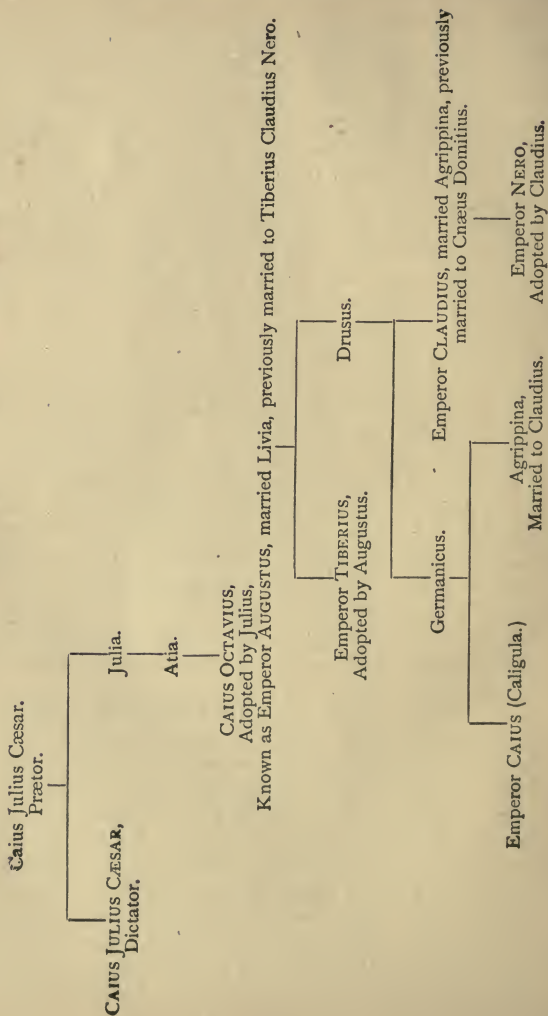 Caius Julius Cæsar.
Prætor.
CAIUS JULIUS CÆSAR,
Dictator.
Julia.
Atia.
CAIUS OCTAVIUS,
Adopted by Julius,
Known as Emperor AUGUSTUS, married Livia, previously married to Tiberius Claudius Nero.
Emperor TIBERIUS,
Adopted by Augustus.
Drusus.
Germanicus.
Emperor CLAUDIUS, married Agrippina, previously
married to Cnæus Domitius.
Emperor CAIUS (Caligula.)
Agrippina,
Married to Claudius.
Emperor NERO,
Adopted by Claudius.